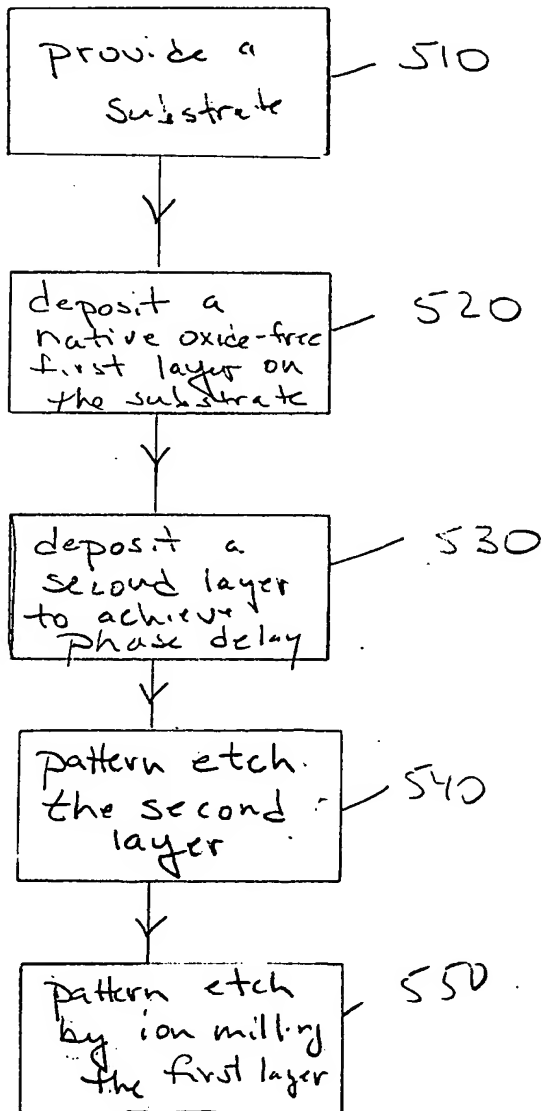 provide a
substrate
510
deposit a
native oxide-free
first layer on
the substrate
520
deposit a
second layer
to achieve
phase delay
530
pattern etch
the second
layer
540
pattern etch
by ion milling
the first layer
550